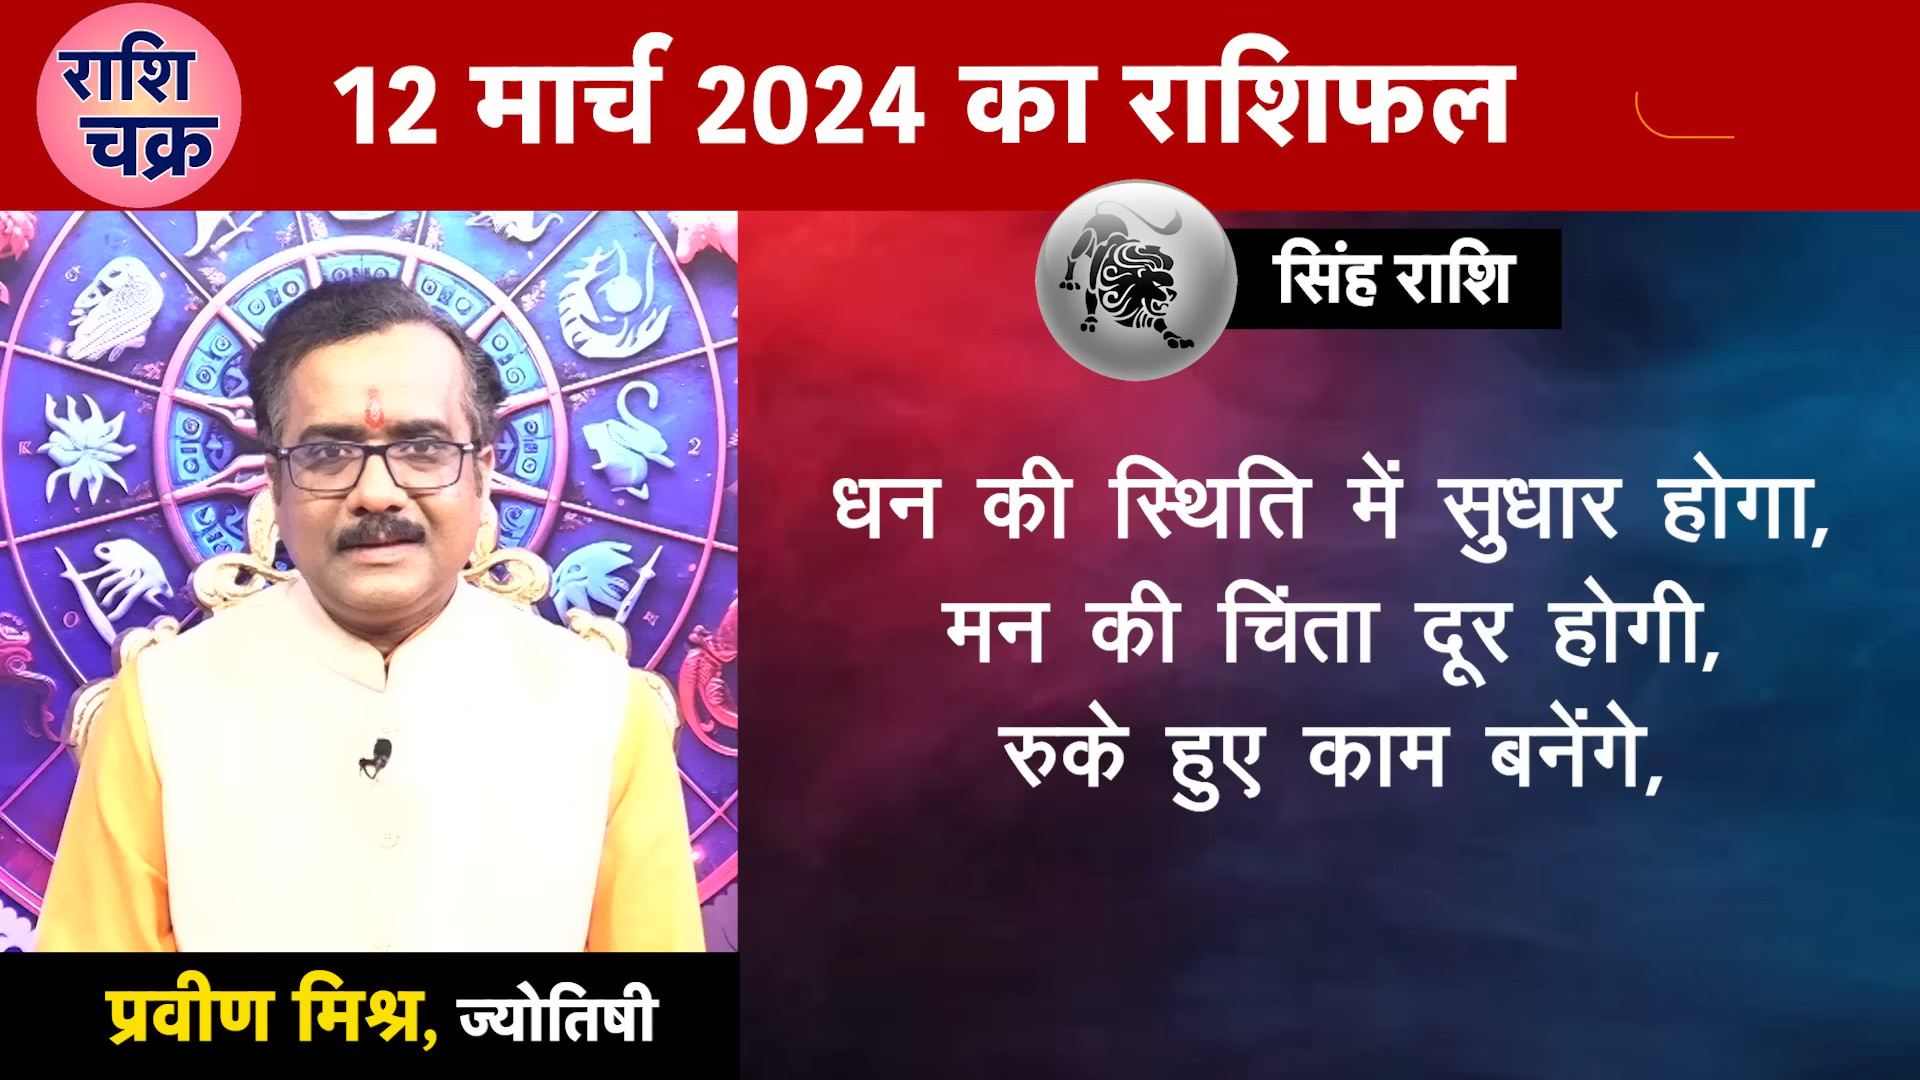 राशि
चक्र
12 मार्च 2024 का राशिफल
सिंह राशि
धन की स्थिति में सुधार होगा,
मन की चिंता दूर होगी,
रुके हुए काम बनेंगे,
प्रवीण मिश्र, ज्योतिषी